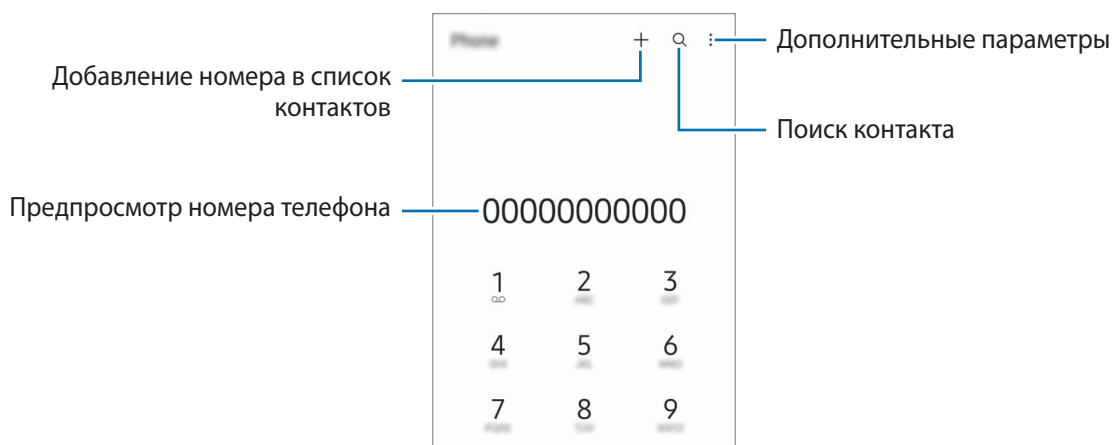 Phone
Дополнительные параметры
Добавление номера в список
контактов
Поиск контакта
Предпросмотр номера телефона
00000000000
1 2 3
ABC DEF
4 5 6
GHI JKL MNO
7 8 9
PQRS TUV WXYZ